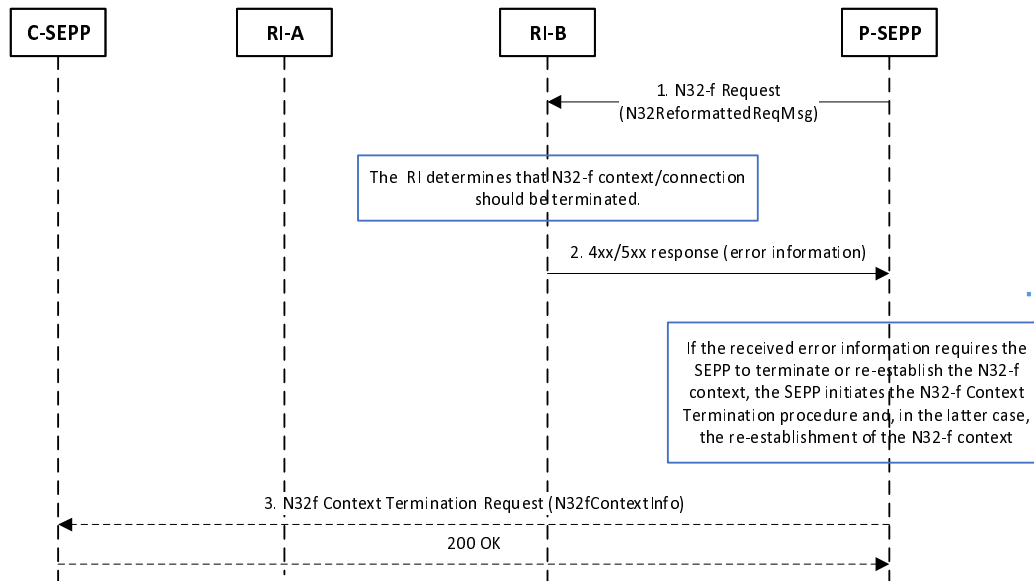 C-SEPP
RI-A
RI-B
P-SEPP
1. N32-f Request
(N32ReformattedReqMsg)
The RI determines that N32-f context/connection
should be terminated.
2. 4xx/5xx response (error information)
If the received error information requires the
SEPP to terminate or re-establish the N32-f
context, the SEPP initiates the N32-f Context
Termination procedure and, in the latter case,
the re-establishment of the N32-f context
3. N32f Context Termination Request (N32fContextInfo)
200 OK